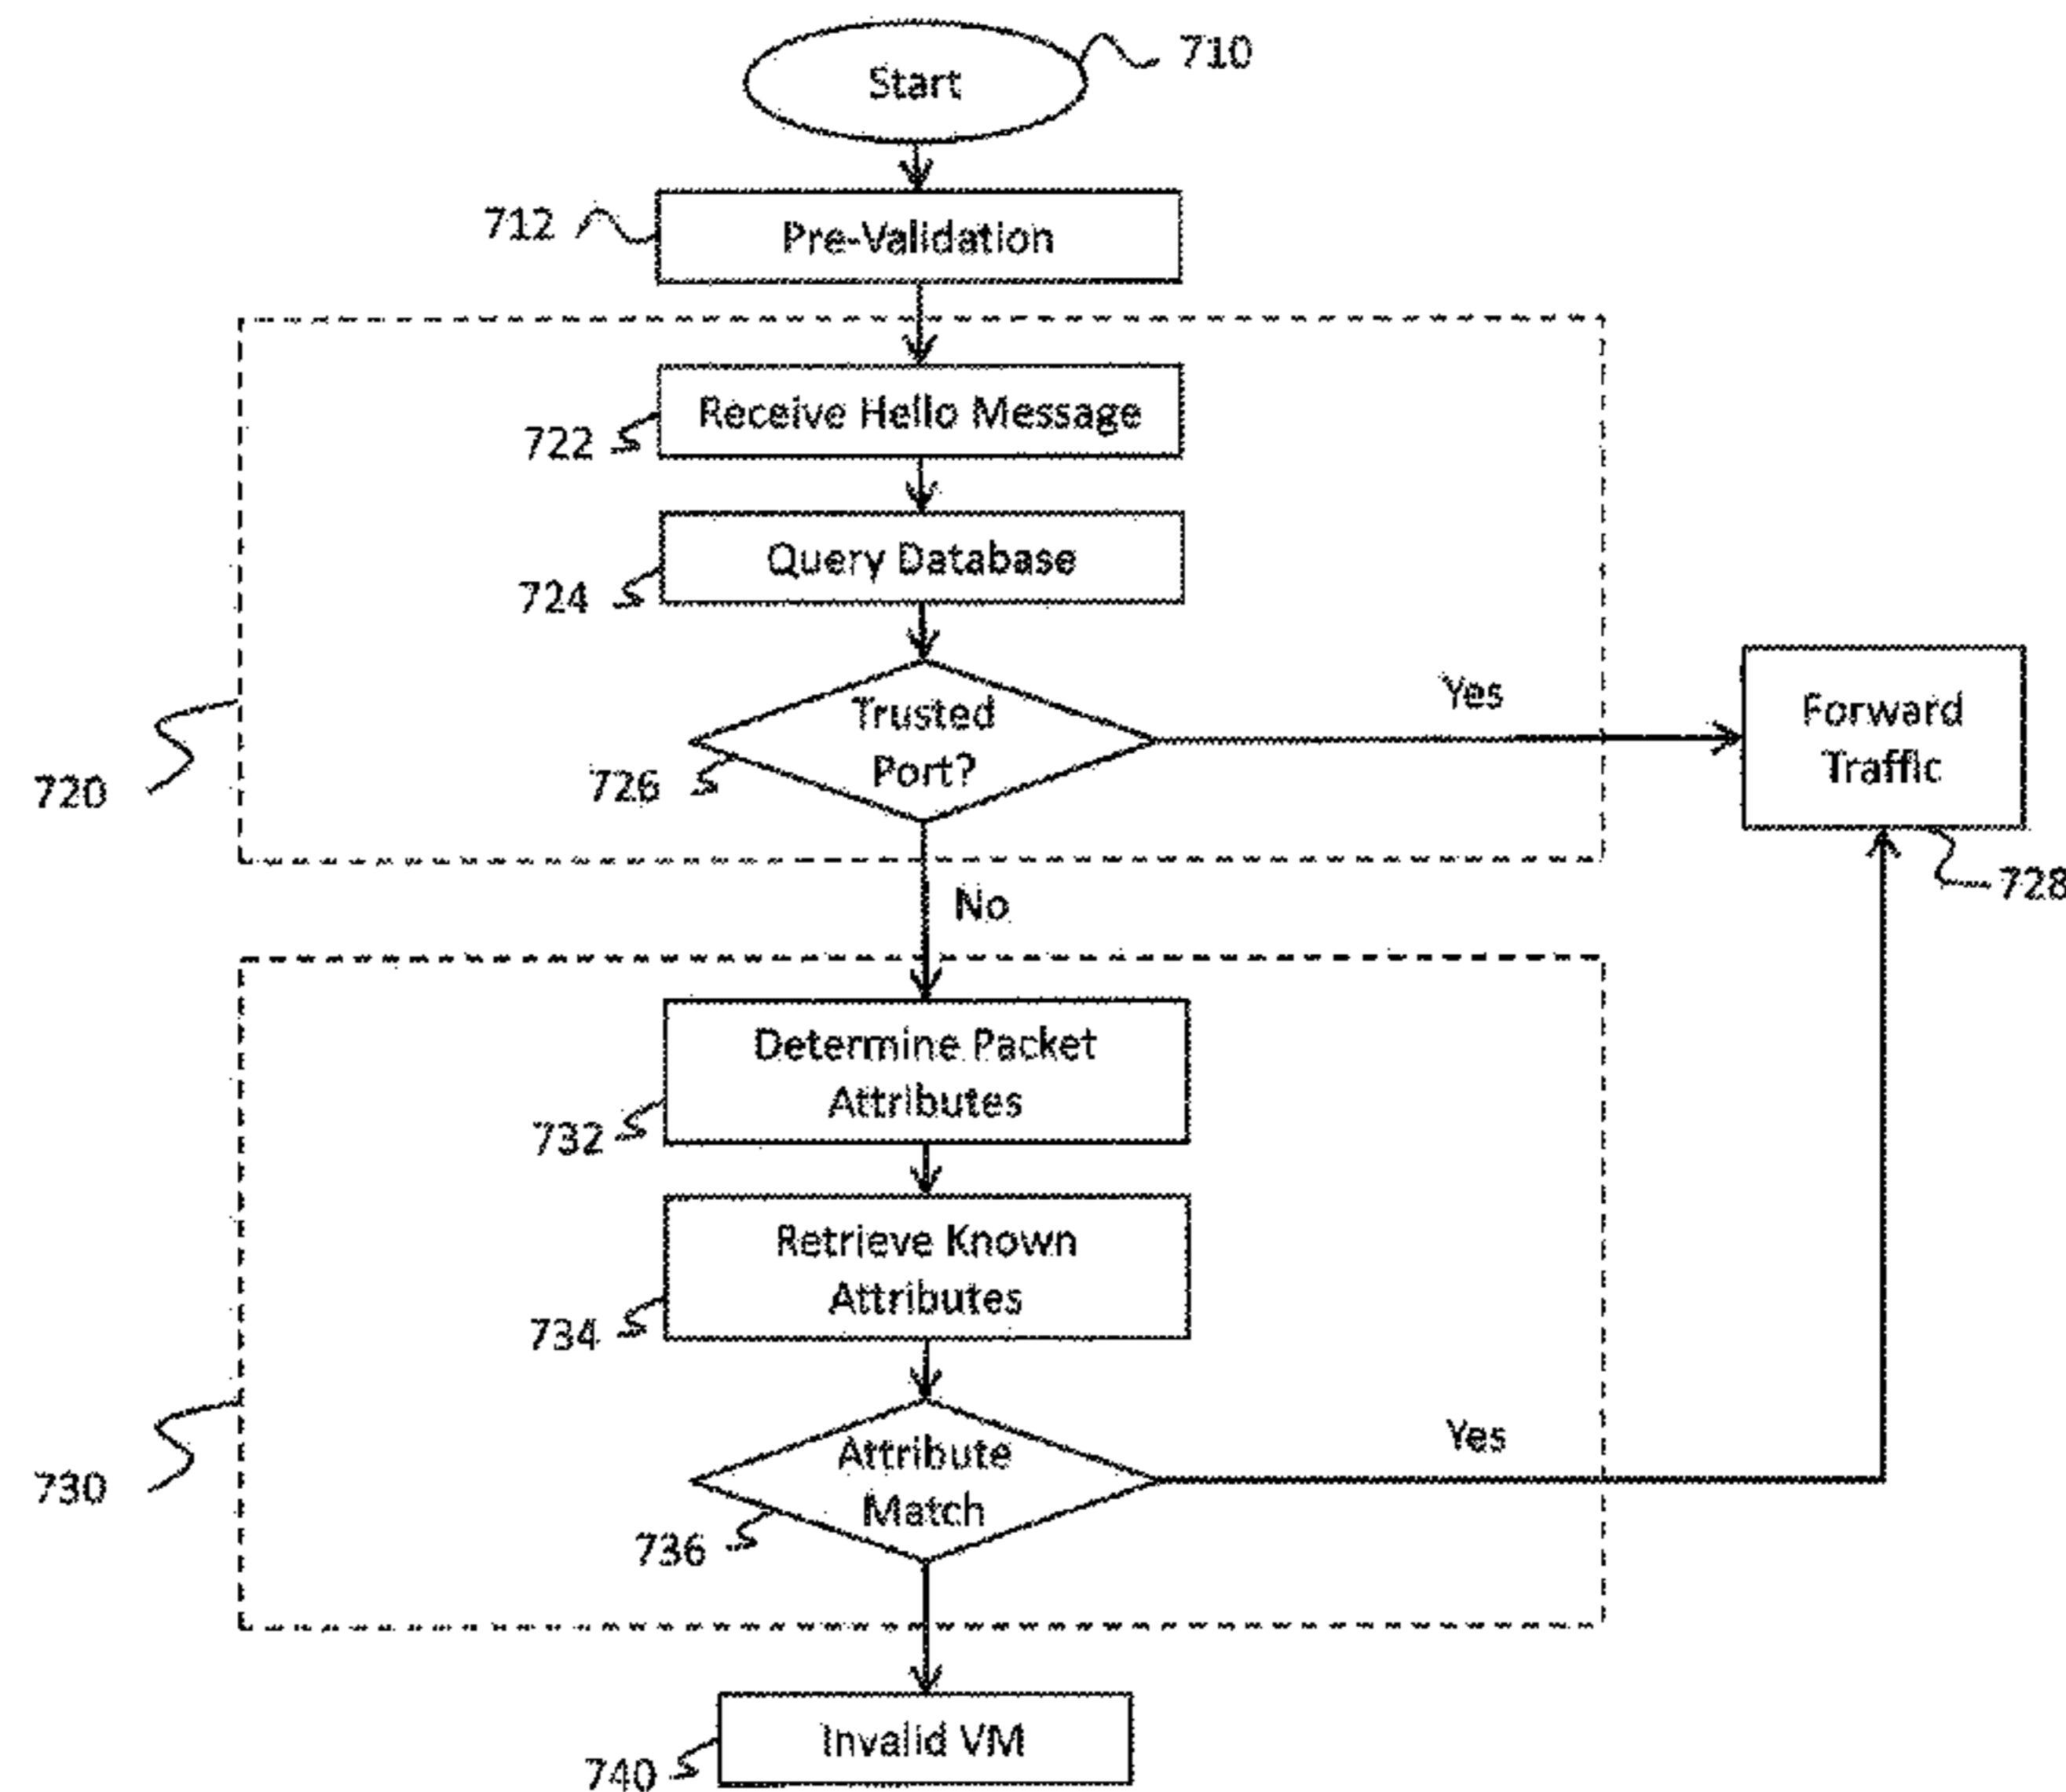 Start
710
712
Pre-Validation
Receive Hello Message
722
Query Database
724
Trusted
Port?
726
Yes
Forward
Traffic
728
720
No
Determine Packet
Attributes
732
Retrieve Known
Attributes
734
Attribute
Match
736
Yes
730
Invalid VM
740